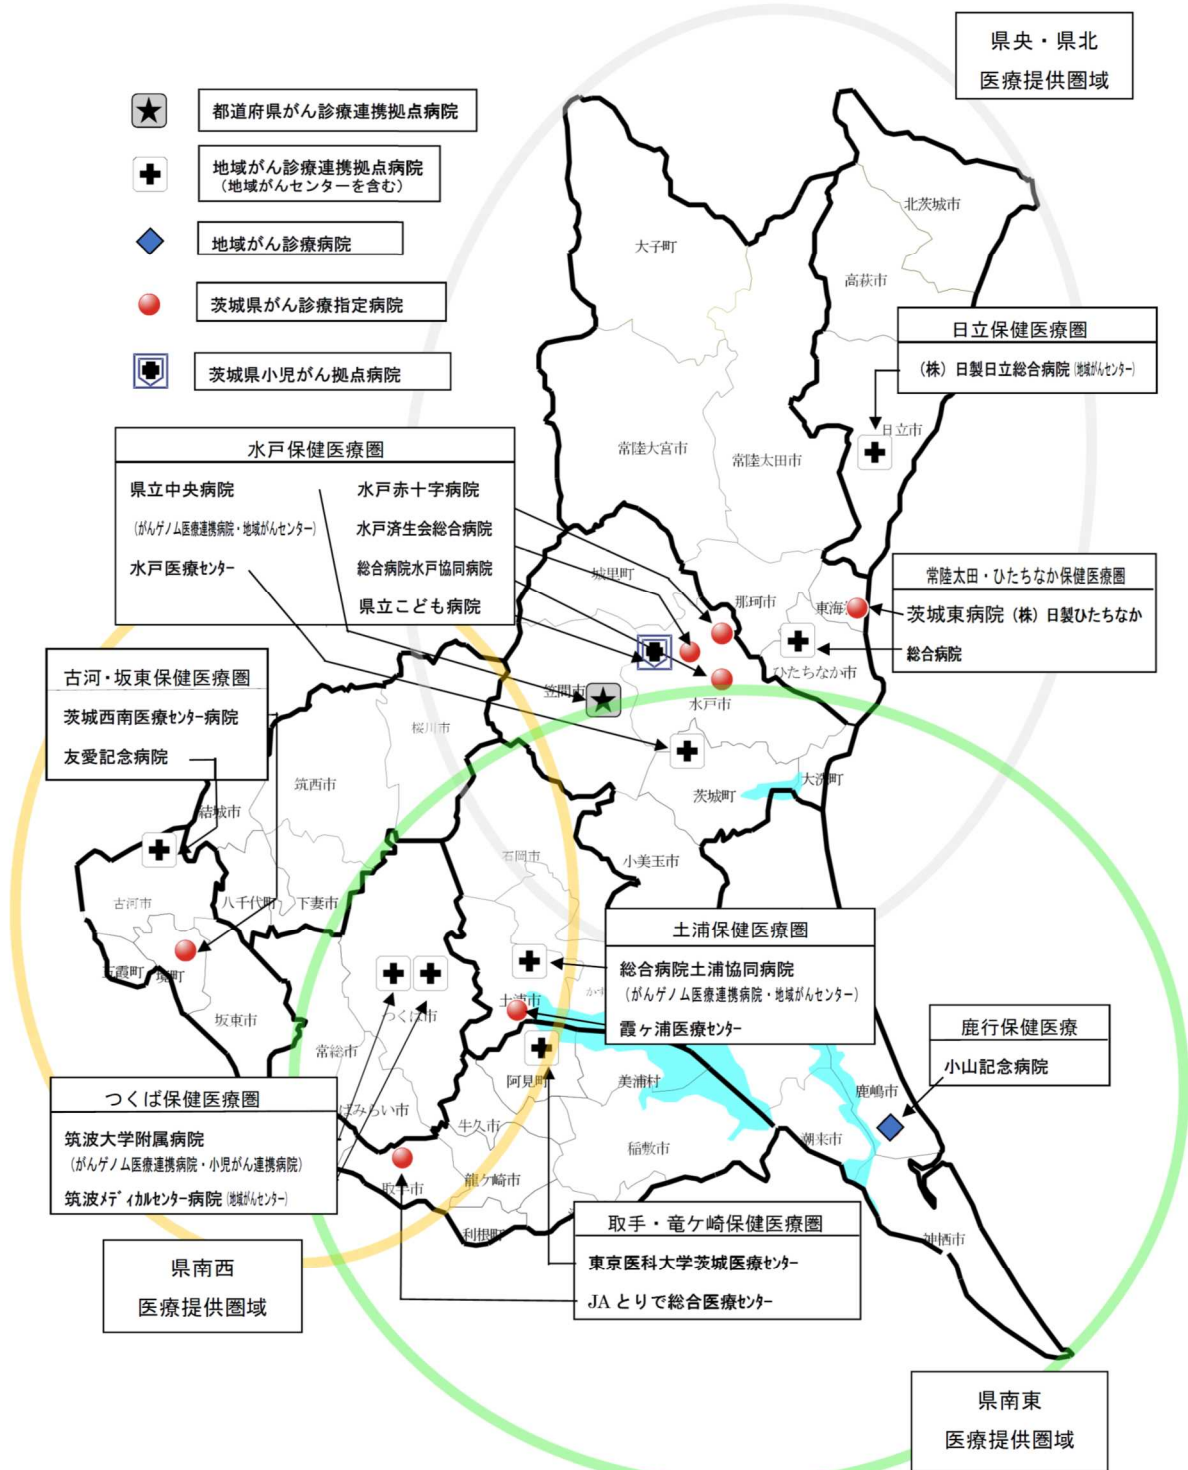 県央・県北
医療提供圏域
都道府県がん診療連携拠点病院
地域がん診療連携拠点病院
（地域がんセンターを含む）
地域がん診療病院
茨城県がん診療指定病院
茨城県小児がん拠点病院
北茨城市
大子町
高萩市
日立保健医療圏
（株）日製日立総合病院（地域がんセンター）
日立市
常陸大宮市
常陸太田市
水戸保健医療圏
県立中央病院
（がんゲノム医療連携病院・地域がんセンター）
水戸医療センター
水戸赤十字病院
水戸済生会総合病院
総合病院水戸協同病院
県立こども病院
城里町
那珂市
東海
常陸太田・ひたちなか保健医療圏
茨城東病院（株）日製ひたちなか
総合病院
ひたちなか市
笠間市
水戸市
古河・坂東保健医療圏
茨城西南医療センター病院
友愛記念病院
桜川市
筑西市
結城市
茨城町
大洗町
石岡市
小美玉市
古河市
八千代町
下妻市
五霞町
境町
坂東市
土浦保健医療圏
総合病院土浦協同病院
（がんゲノム医療連携病院・地域がんセンター）
霞ヶ浦医療センター
土浦市
かす
つくば市
常総市
阿見町
美浦村
鹿行保健医療
小山記念病院
鹿嶋市
つくば保健医療圏
筑波大学附属病院
（がんゲノム医療連携病院・小児がん連携病院）
筑波メディカルセンター病院（地域がんセンター）
ばみらい市
牛久市
稲敷市
潮来市
取手市
龍ケ崎市
利根町
神栖市
取手・竜ケ崎保健医療圏
東京医科大学茨城医療センター
JAとりで総合医療センター
県南西
医療提供圏域
県南東
医療提供圏域